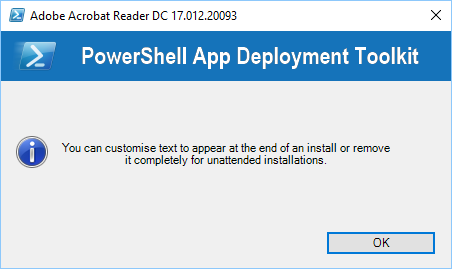 Adobe Acrobat Reader DC 17.012.20093
PowerShell App Deployment Toolkit
You can customise text to appear at the end of an install or remove
it completely for unattended installations.
OK